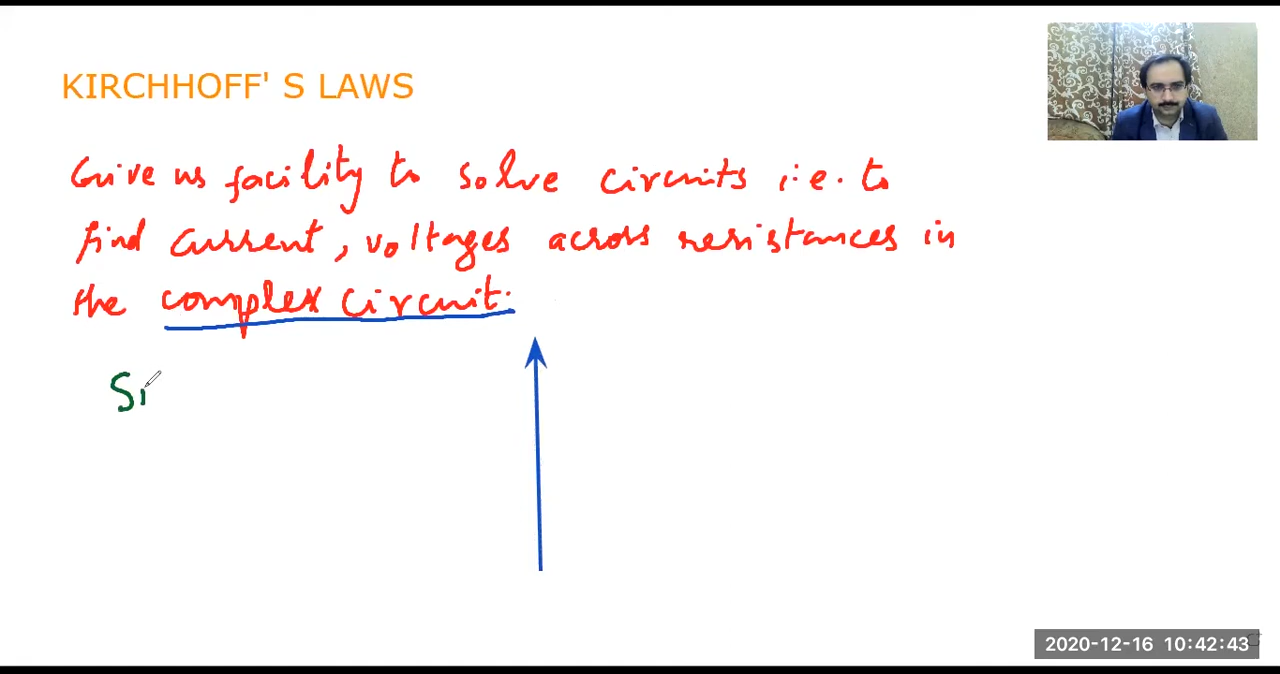 KIRCHHOFF' S LAWS
Give us facility to solve circuits i.e. to
find current, voltages across resistances in
the complex circuit.
Si
2020-12-16 10:42:43